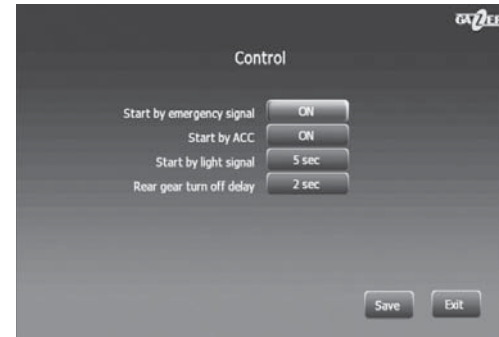 Control
Start by emergency signal ON
Start by ACC ON
Start by light signal 5 sec
Rear gear turn off delay 2 sec
Save Exit